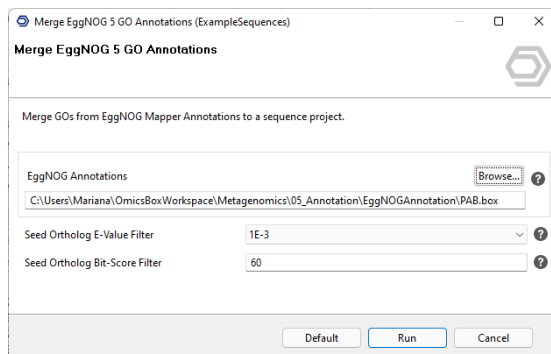 Merge EggNOG 5 GO Annotations (ExampleSequences)
Merge EggNOG 5 GO Annotations
Merge GOs from EggNOG Mapper Annotations to a sequence project.
EggNOG Annotations
Browse...
C:\Users\Mariana\OmicsBoxWorkspace\Metagenomics\05_Annotation\EggNOGAnnotation\PAB.box
Seed Ortholog E-Value Filter 1E-3
Seed Ortholog Bit-Score Filter 60
Default Run Cancel